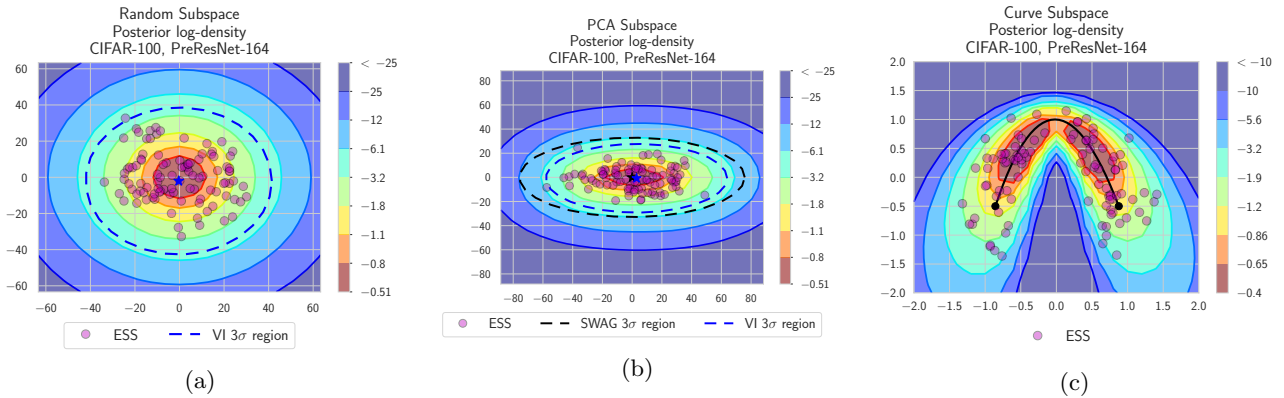 Random Subspace
Posterior log-density
CIFAR-100, PreResNet-164
60
40
20
0
−20
−40
−60
−60 −40 −20 0 20 40 60
< −25
−25
−12
−6.1
−3.2
−1.8
−1.1
−0.8
−0.51
ESS VI 3σ region
(a)
PCA Subspace
Posterior log-density
CIFAR-100, PreResNet-164
80
60
40
20
0
−20
−40
−60
−80
−80 −60 −40 −20 0 20 40 60 80
< −25
−25
−12
−6.1
−3.2
−1.8
−1.1
−0.8
−0.51
ESS SWAG 3σ region VI 3σ region
(b)
Curve Subspace
Posterior log-density
CIFAR-100, PreResNet-164
2.0
1.5
1.0
0.5
0.0
−0.5
−1.0
−1.5
−2.0
−2.0 −1.5 −1.0 −0.5 0.0 0.5 1.0 1.5 2.0
< −10
−10
−5.6
−3.2
−1.9
−1.2
−0.86
−0.65
−0.4
ESS
(c)